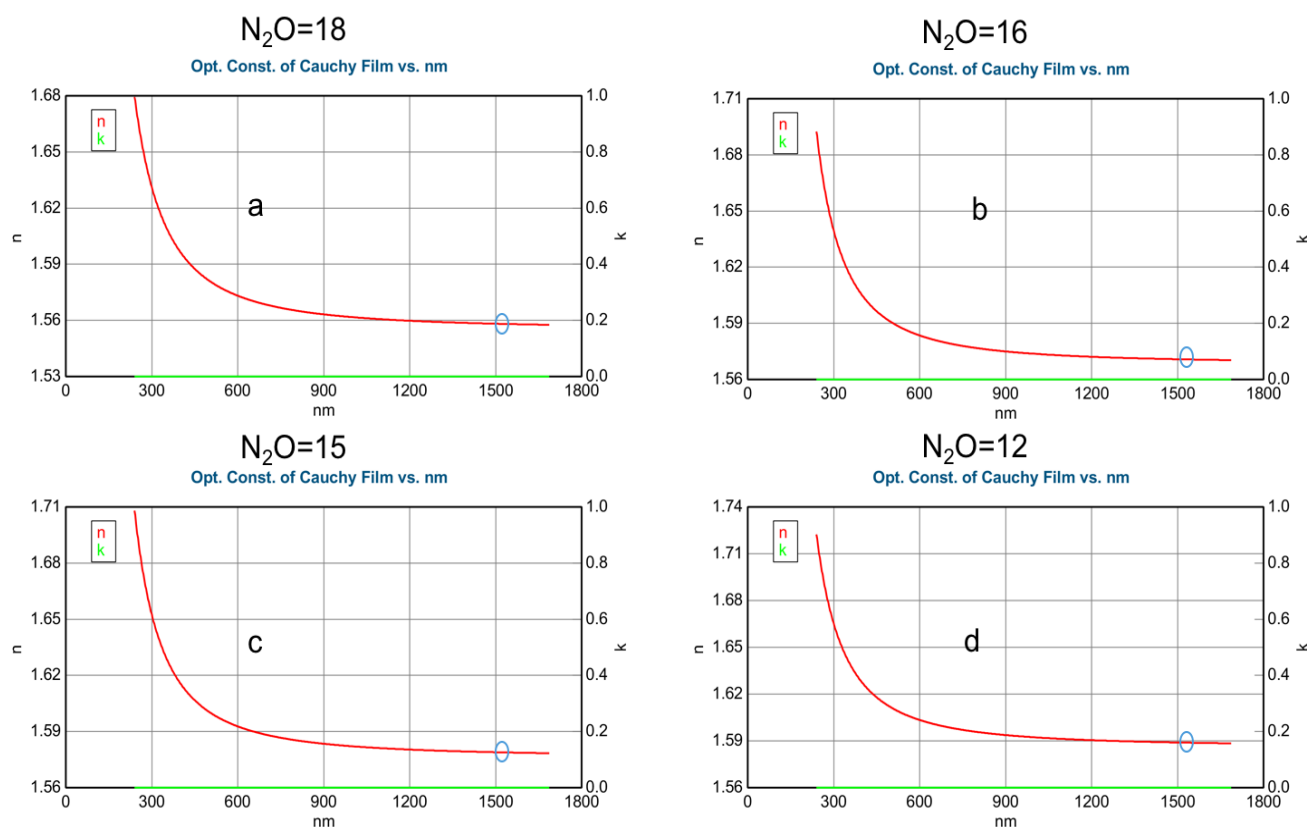 N₂O=18
Opt. Const. of Cauchy Film vs. nm
1.68
1.65
1.62
1.59
1.56
1.53
n
n
k
a
1.0
0.8
0.6
0.4
0.2
0.0
k
0
300
600
900
1200
1500
1800
nm
N₂O=16
Opt. Const. of Cauchy Film vs. nm
1.71
1.68
1.65
1.62
1.59
1.56
n
n
k
b
1.0
0.8
0.6
0.4
0.2
0.0
k
0
300
600
900
1200
1500
1800
nm
N₂O=15
Opt. Const. of Cauchy Film vs. nm
1.71
1.68
1.65
1.62
1.59
1.56
n
n
k
c
1.0
0.8
0.6
0.4
0.2
0.0
k
0
300
600
900
1200
1500
1800
nm
N₂O=12
Opt. Const. of Cauchy Film vs. nm
1.74
1.71
1.68
1.65
1.62
1.59
1.56
n
n
k
d
1.0
0.8
0.6
0.4
0.2
0.0
k
0
300
600
900
1200
1500
1800
nm